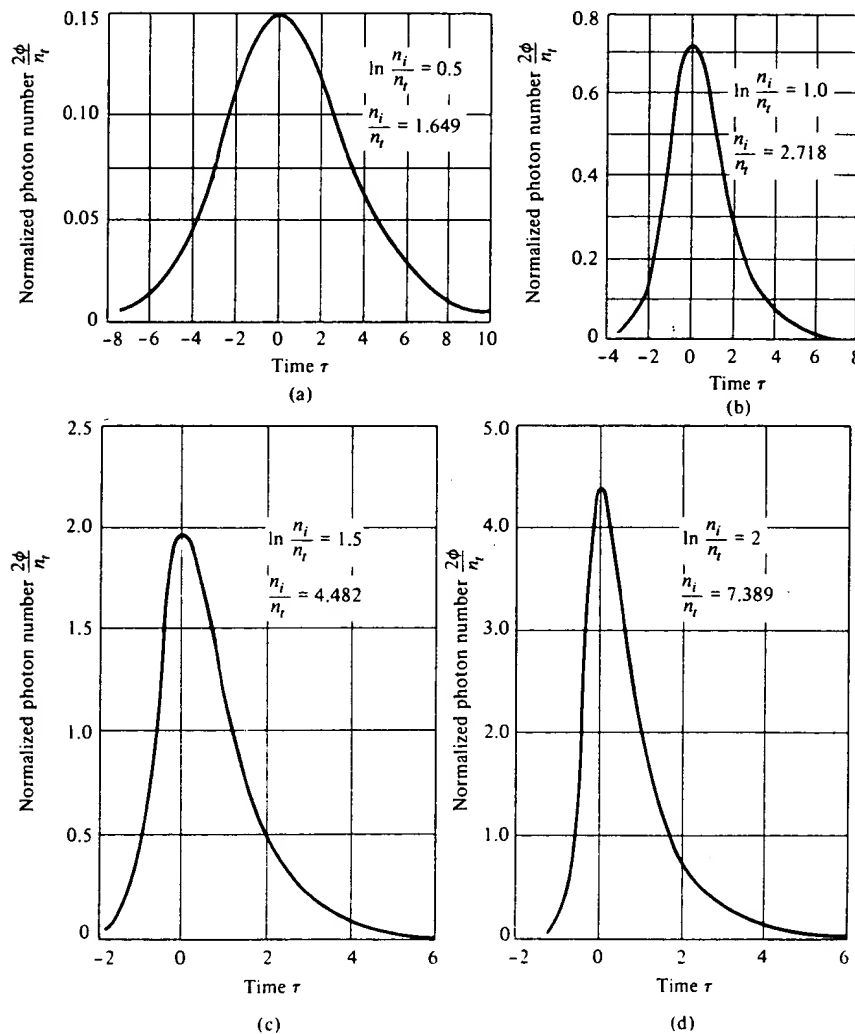 Normalized photon number 2φ/n_t
0.15
0.10
0.05
0
ln n_i/n_t = 0.5
n_i/n_t = 1.649
-8 -6 -4 -2 0 2 4 6 8 10
Time τ
(a)
Normalized photon number 2φ/n_t
0.8
0.6
0.4
0.2
0
ln n_i/n_t = 1.0
n_i/n_t = 2.718
-4 -2 0 2 4 6 8
Time τ
(b)
Normalized photon number 2φ/n_t
2.5
2.0
1.5
1.0
0.5
0
ln n_i/n_t = 1.5
n_i/n_t = 4.482
-2 0 2 4 6
Time τ
(c)
Normalized photon number 2φ/n_t
5.0
4.0
3.0
2.0
1.0
0
ln n_i/n_t = 2
n_i/n_t = 7.389
-2 0 2 4 6
Time τ
(d)